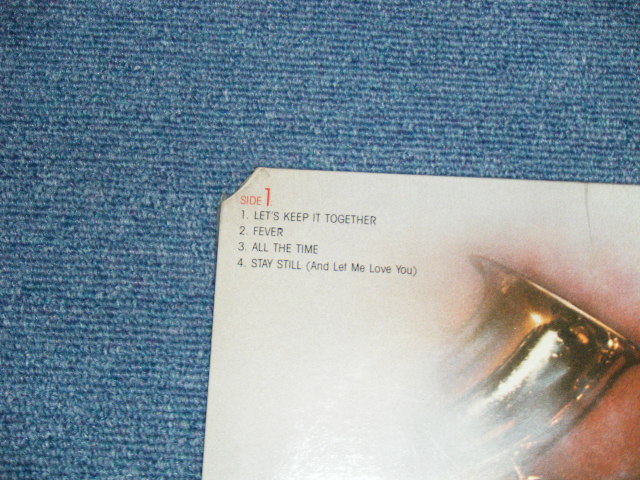 SIDE 1
1. LET'S KEEP IT TOGETHER
2. FEVER
3. ALL THE TIME
4. STAY STILL (And Let Me Love You)